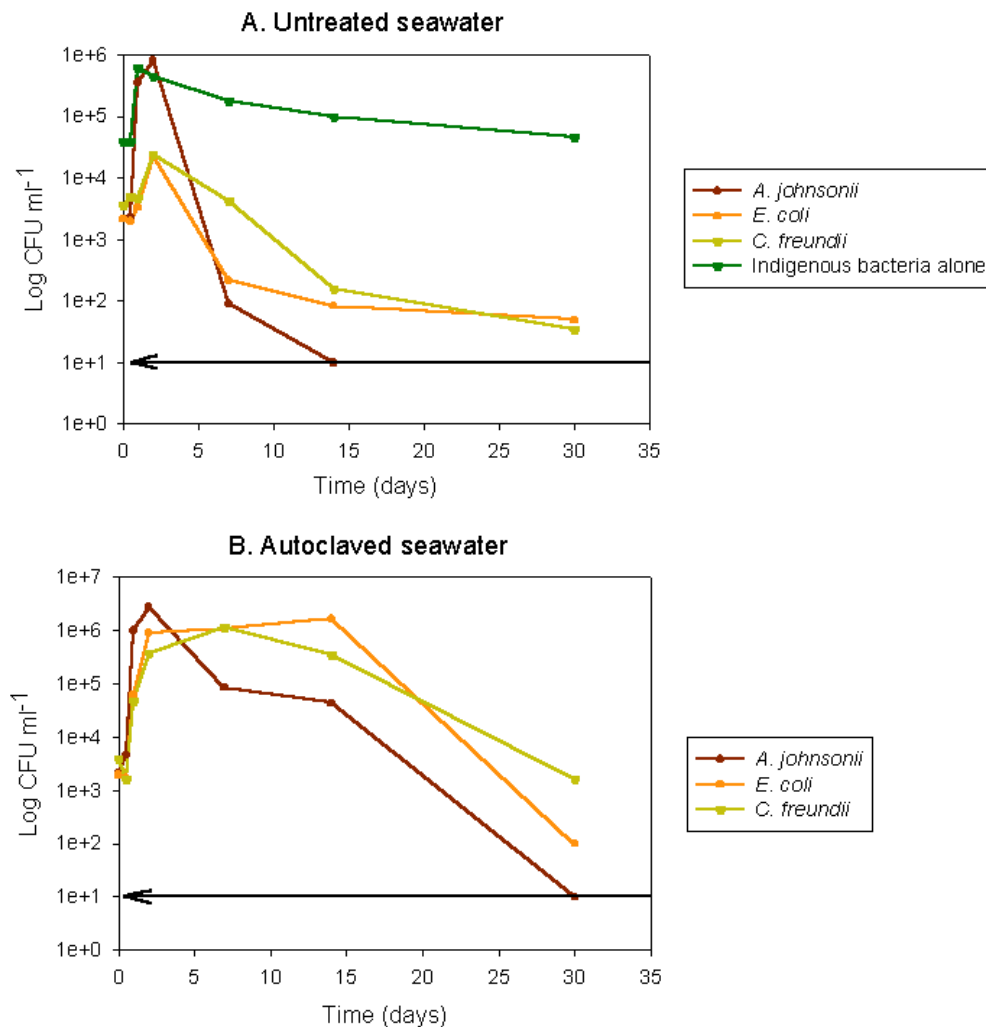 A. Untreated seawater
1e+6
1e+5
1e+4
1e+3
1e+2
1e+1
1e+0
Log CFU ml⁻¹
0 5 10 15 20 25 30 35
Time (days)
A. johnsonii
E. coli
C. freundii
Indigenous bacteria alone
B. Autoclaved seawater
1e+7
1e+6
1e+5
1e+4
1e+3
1e+2
1e+1
1e+0
Log CFU ml⁻¹
0 5 10 15 20 25 30 35
Time (days)
A. johnsonii
E. coli
C. freundii